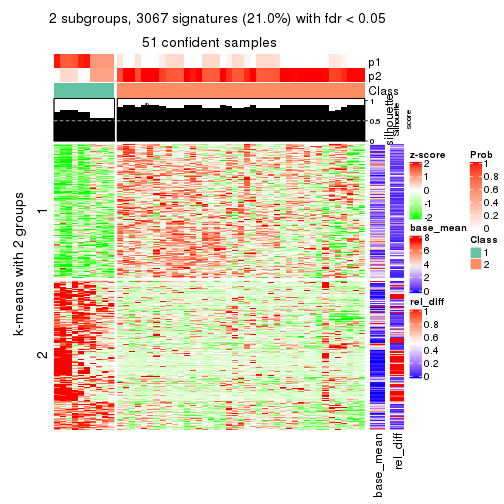 2 subgroups, 3067 signatures (21.0%) with fdr < 0.05
51 confident samples
p1
p2
Class
1
0.5
0
silhouette
Silhouette
score
k-means with 2 groups
1
2
z-score
2
1
0
-1
-2
base_mean
8
6
4
2
0
rel_diff
1
0.8
0.6
0.4
0.2
0
Prob
1
0.8
0.6
0.4
0.2
0
Class
1
2
base_mean
rel_diff